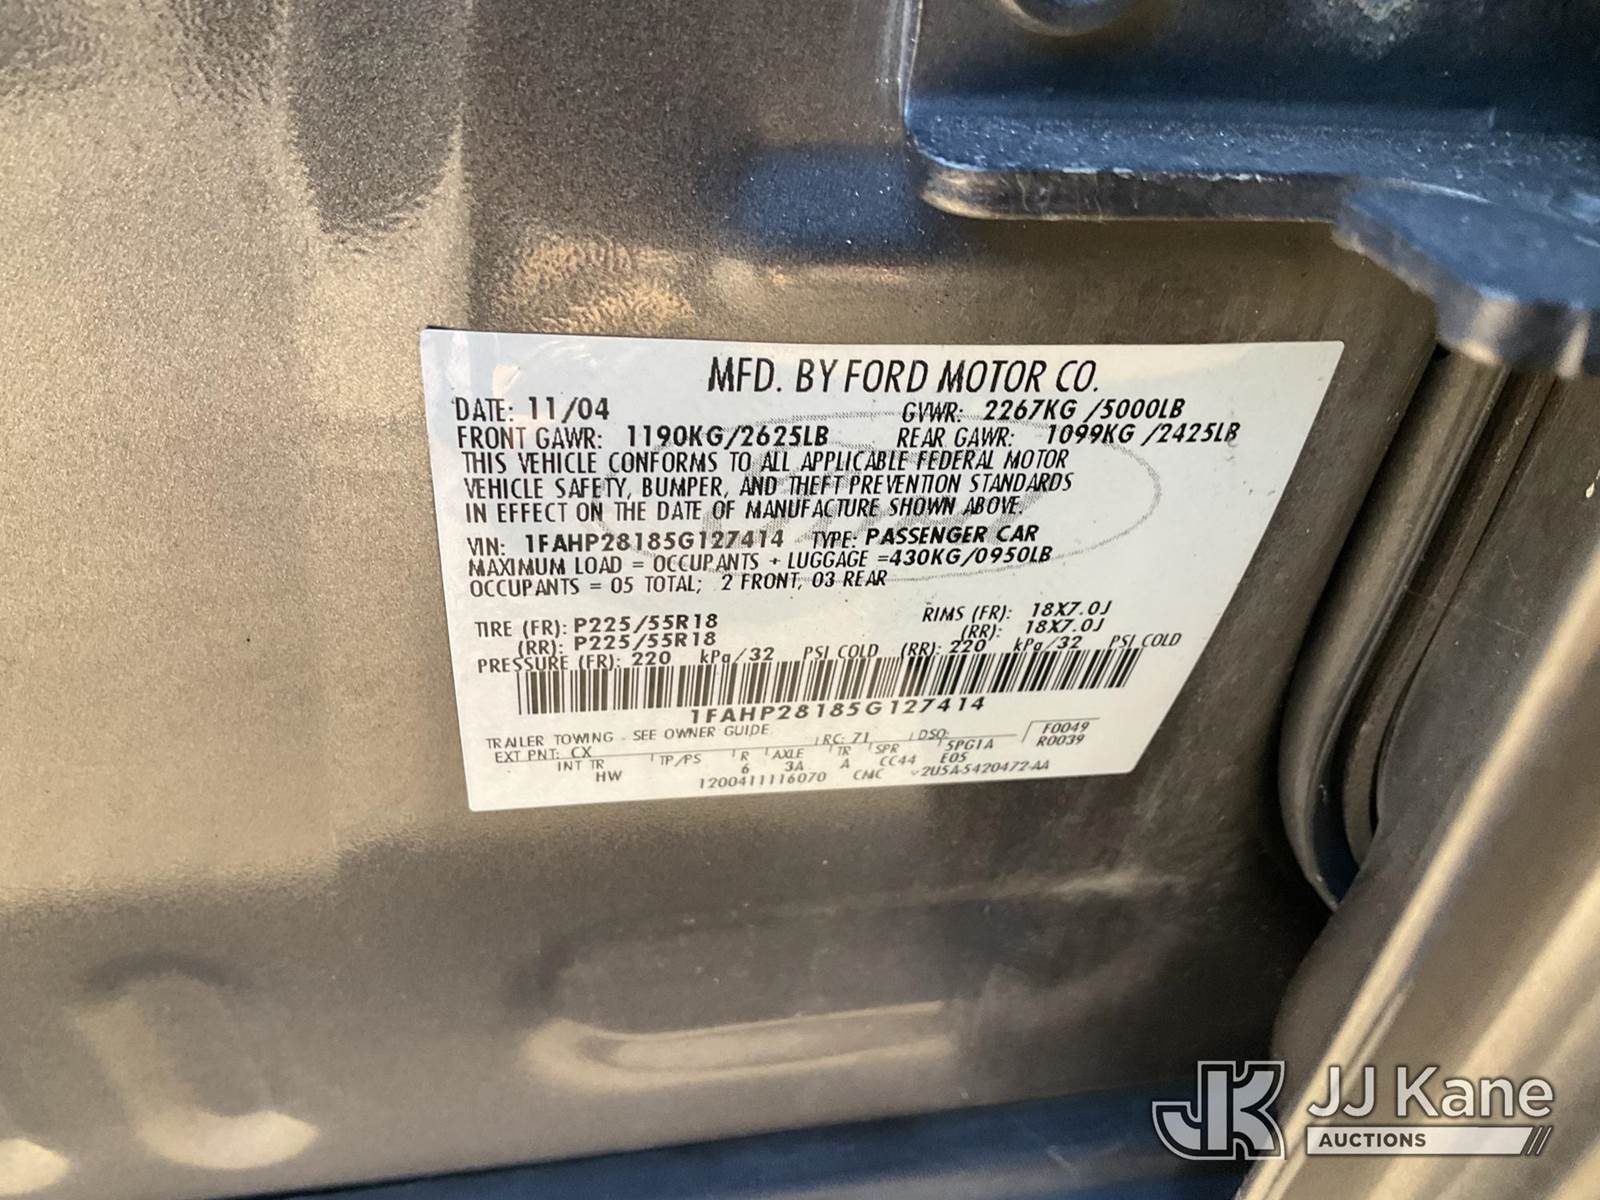 MFD. BY FORD MOTOR CO.
DATE: 11/04 GVWR: 2267KG /5000LB
FRONT GAWR: 1190KG/2625LB REAR GAWR: 1099KG /2425LB
THIS VEHICLE CONFORMS TO ALL APPLICABLE FEDERAL MOTOR
VEHICLE SAFETY, BUMPER, AND THEFT PREVENTION STANDARDS
IN EFFECT ON THE DATE OF MANUFACTURE SHOWN ABOVE.
VIN: 1FAHP28185G127414 TYPE: PASSENGER CAR
MAXIMUM LOAD = OCCUPANTS + LUGGAGE =430KG/0950LB
OCCUPANTS = 05 TOTAL; 2 FRONT, 03 REAR
TIRE (FR): P225/55R18 RIMS (FR): 18X7.0J
(RR): P225/55R18 (RR): 18X7.0J
PRESSURE (FR): 220 kPa/32 PSI COLD (RR): 220 kPa/32 PSI COLD
1FAHP28185G127414
TRAILER TOWING - SEE OWNER GUIDE
EXT PNT: CX RC: 71 DSO: F0049
INT TR TP/PS R AXLE TR SPR 5PG1A R0039
HW 6 3A A CC44 E05
1200411116070 CMC 2U5A-5420472-AA
JK JJ Kane
AUCTIONS